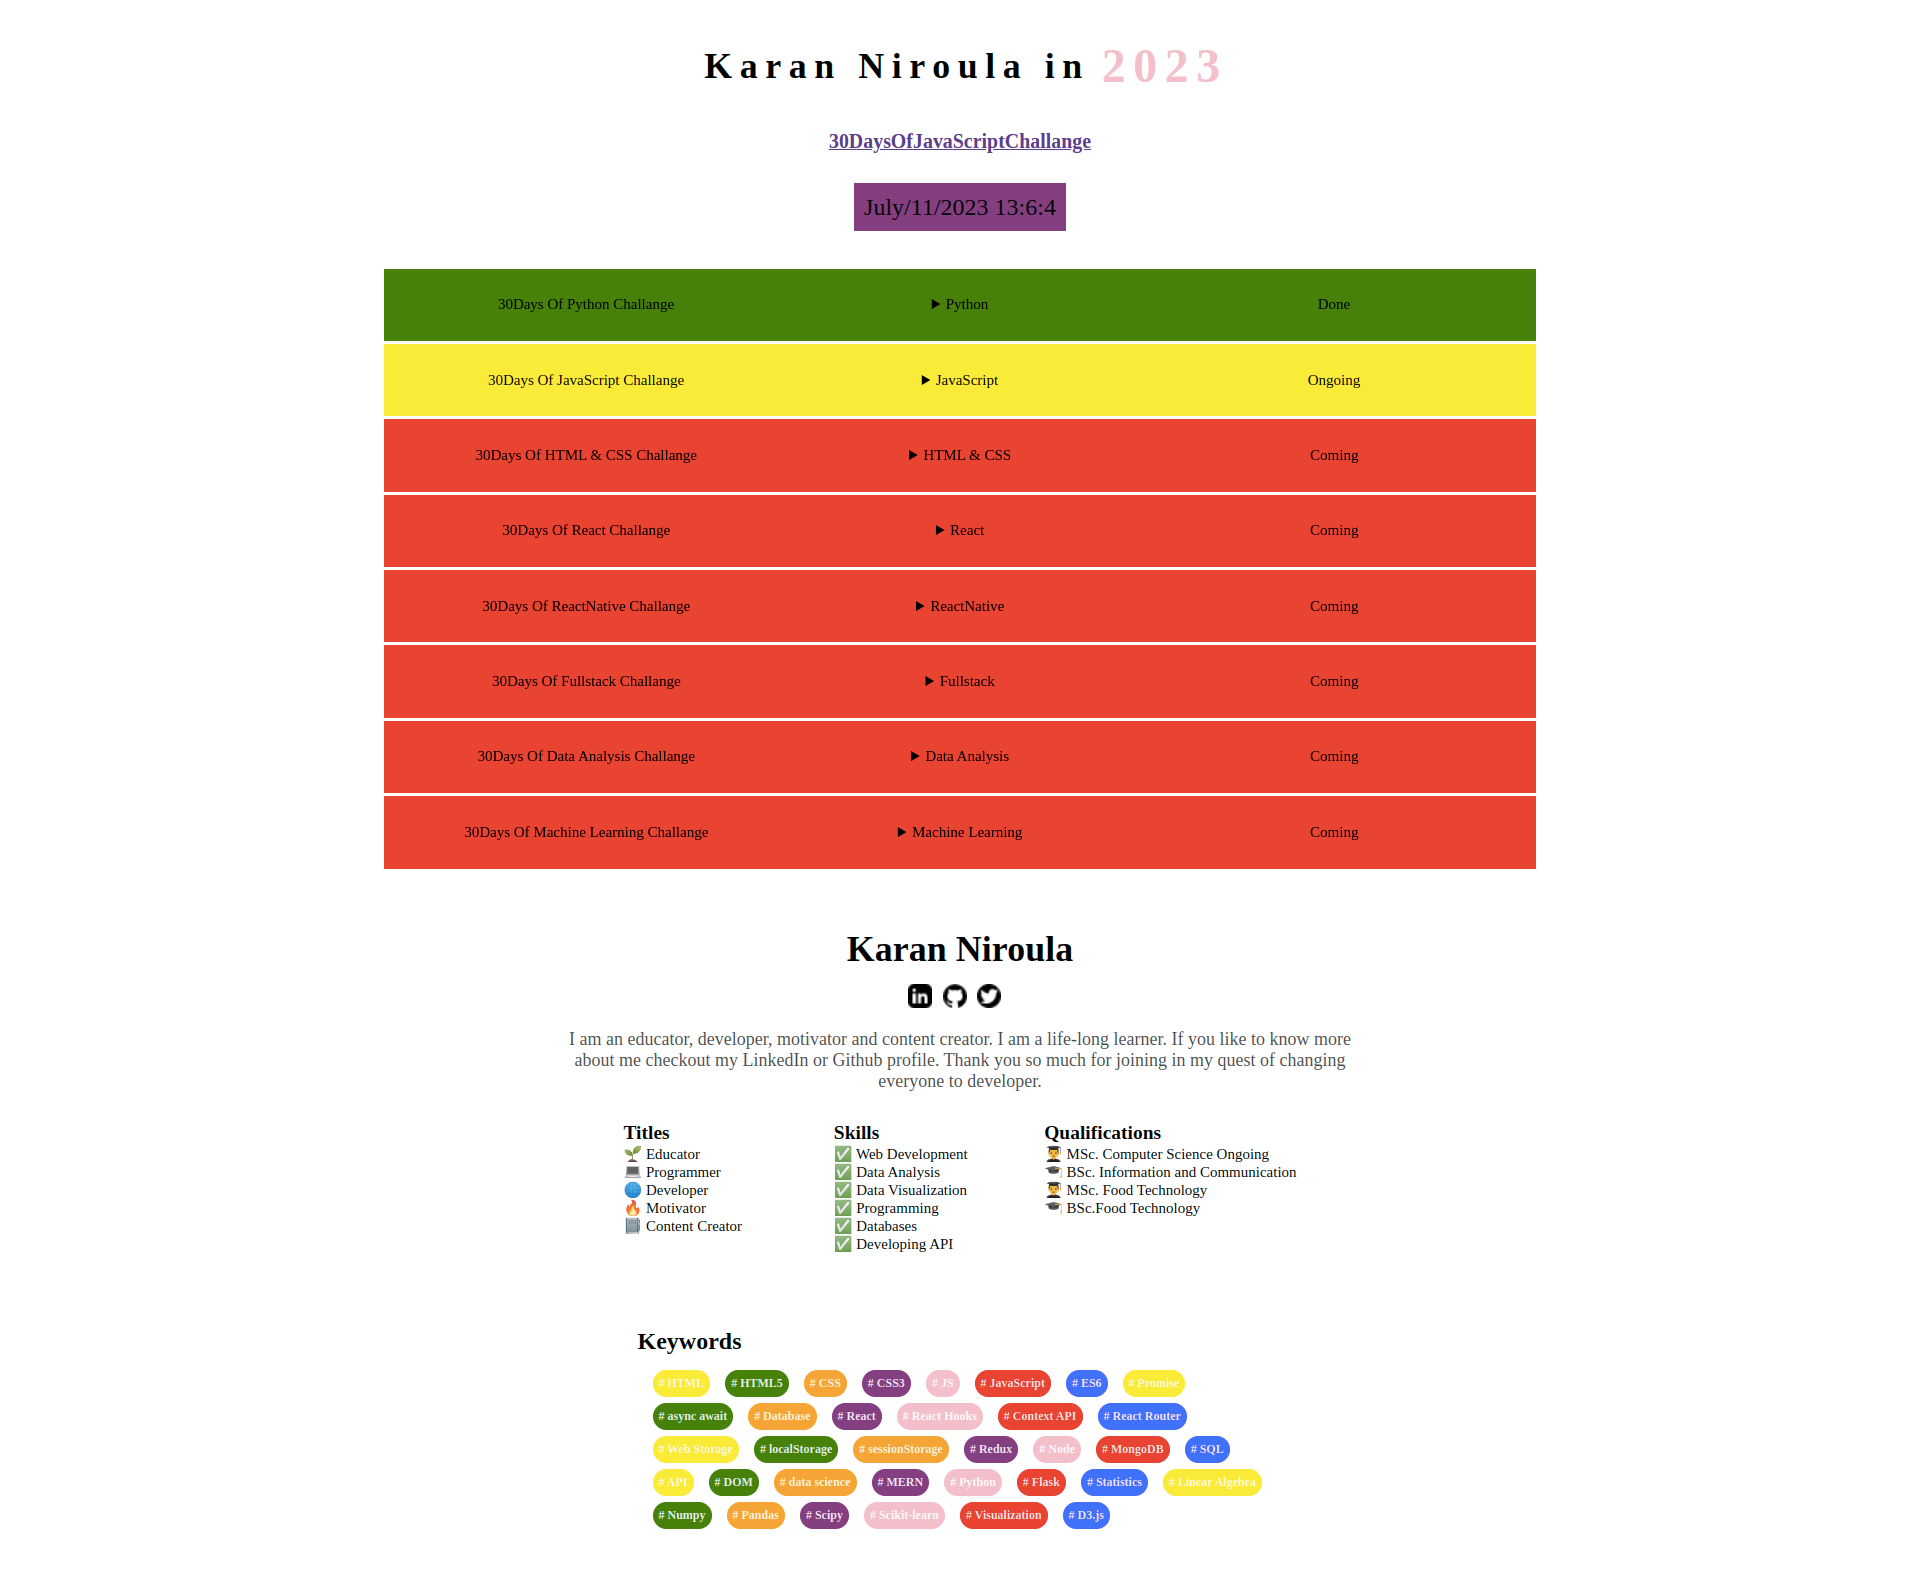 Karan Niroula in 2023
30DaysOfJavaScriptChallange
July/11/2023 13:6:4
30Days Of Python Challange ▶ Python Done
30Days Of JavaScript Challange ▶ JavaScript Ongoing
30Days Of HTML & CSS Challange ▶ HTML & CSS Coming
30Days Of React Challange ▶ React Coming
30Days Of ReactNative Challange ▶ ReactNative Coming
30Days Of Fullstack Challange ▶ Fullstack Coming
30Days Of Data Analysis Challange ▶ Data Analysis Coming
30Days Of Machine Learning Challange ▶ Machine Learning Coming
Karan Niroula
I am an educator, developer, motivator and content creator. I am a life-long learner. If you like to know more
about me checkout my LinkedIn or Github profile. Thank you so much for joining in my quest of changing
everyone to developer.
Titles
🌱 Educator
💻 Programmer
🌐 Developer
🔥 Motivator
📔 Content Creator
Skills
✅ Web Development
✅ Data Analysis
✅ Data Visualization
✅ Programming
✅ Databases
✅ Developing API
Qualifications
👨‍🎓 MSc. Computer Science Ongoing
🎓 BSc. Information and Communication
👨‍🎓 MSc. Food Technology
🎓 BSc.Food Technology
Keywords
# HTML # HTML5 # CSS # CSS3 # JS # JavaScript # ES6 # Promise
# async await # Database # React # React Hooks # Context API # React Router
# Web Storage # localStorage # sessionStorage # Redux # Node # MongoDB # SQL
# API # DOM # data science # MERN # Python # Flask # Statistics # Linear Algebra
# Numpy # Pandas # Scipy # Scikit-learn # Visualization # D3.js